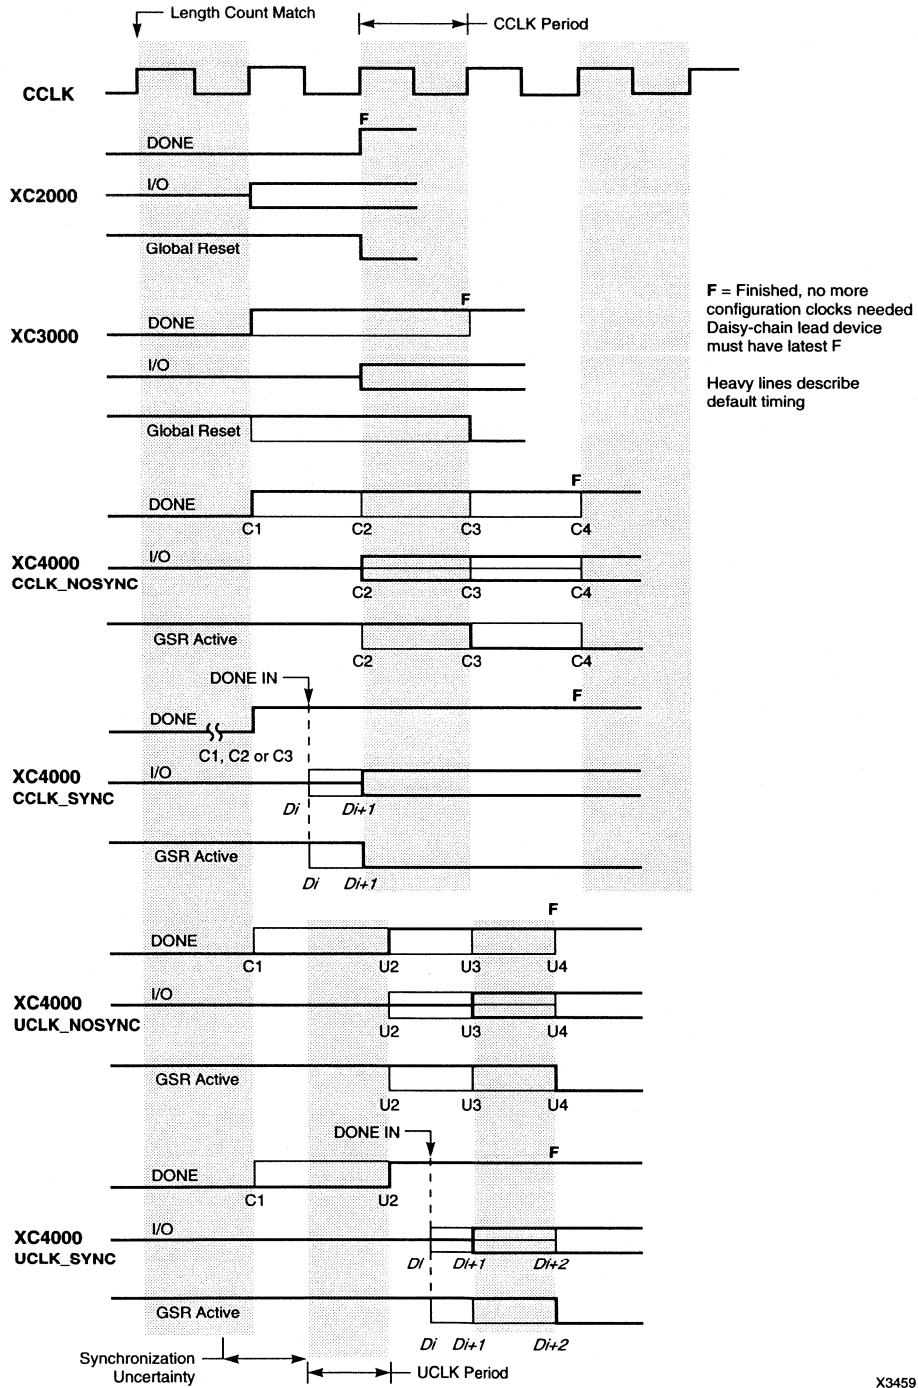 Length Count Match
CCLK Period
CCLK
F
DONE
I/O
XC2000
Global Reset
F
DONE
XC3000
I/O
Global Reset
F = Finished, no more
configuration clocks needed
Daisy-chain lead device
must have latest F
Heavy lines describe
default timing
F
DONE
C1 C2 C3 C4
I/O
XC4000
CCLK_NOSYNC
C2 C3 C4
GSR Active
C2 C3 C4
DONE IN
F
DONE
C1, C2 or C3
I/O
XC4000
CCLK_SYNC
Di Di+1
GSR Active
Di Di+1
F
DONE
C1 U2 U3 U4
I/O
XC4000
UCLK_NOSYNC
U2 U3 U4
GSR Active
U2 U3 U4
DONE IN
F
DONE
C1 U2
I/O
XC4000
UCLK_SYNC
DI Di+1 Di+2
GSR Active
Di Di+1 Di+2
Synchronization
Uncertainty
UCLK Period
X3459